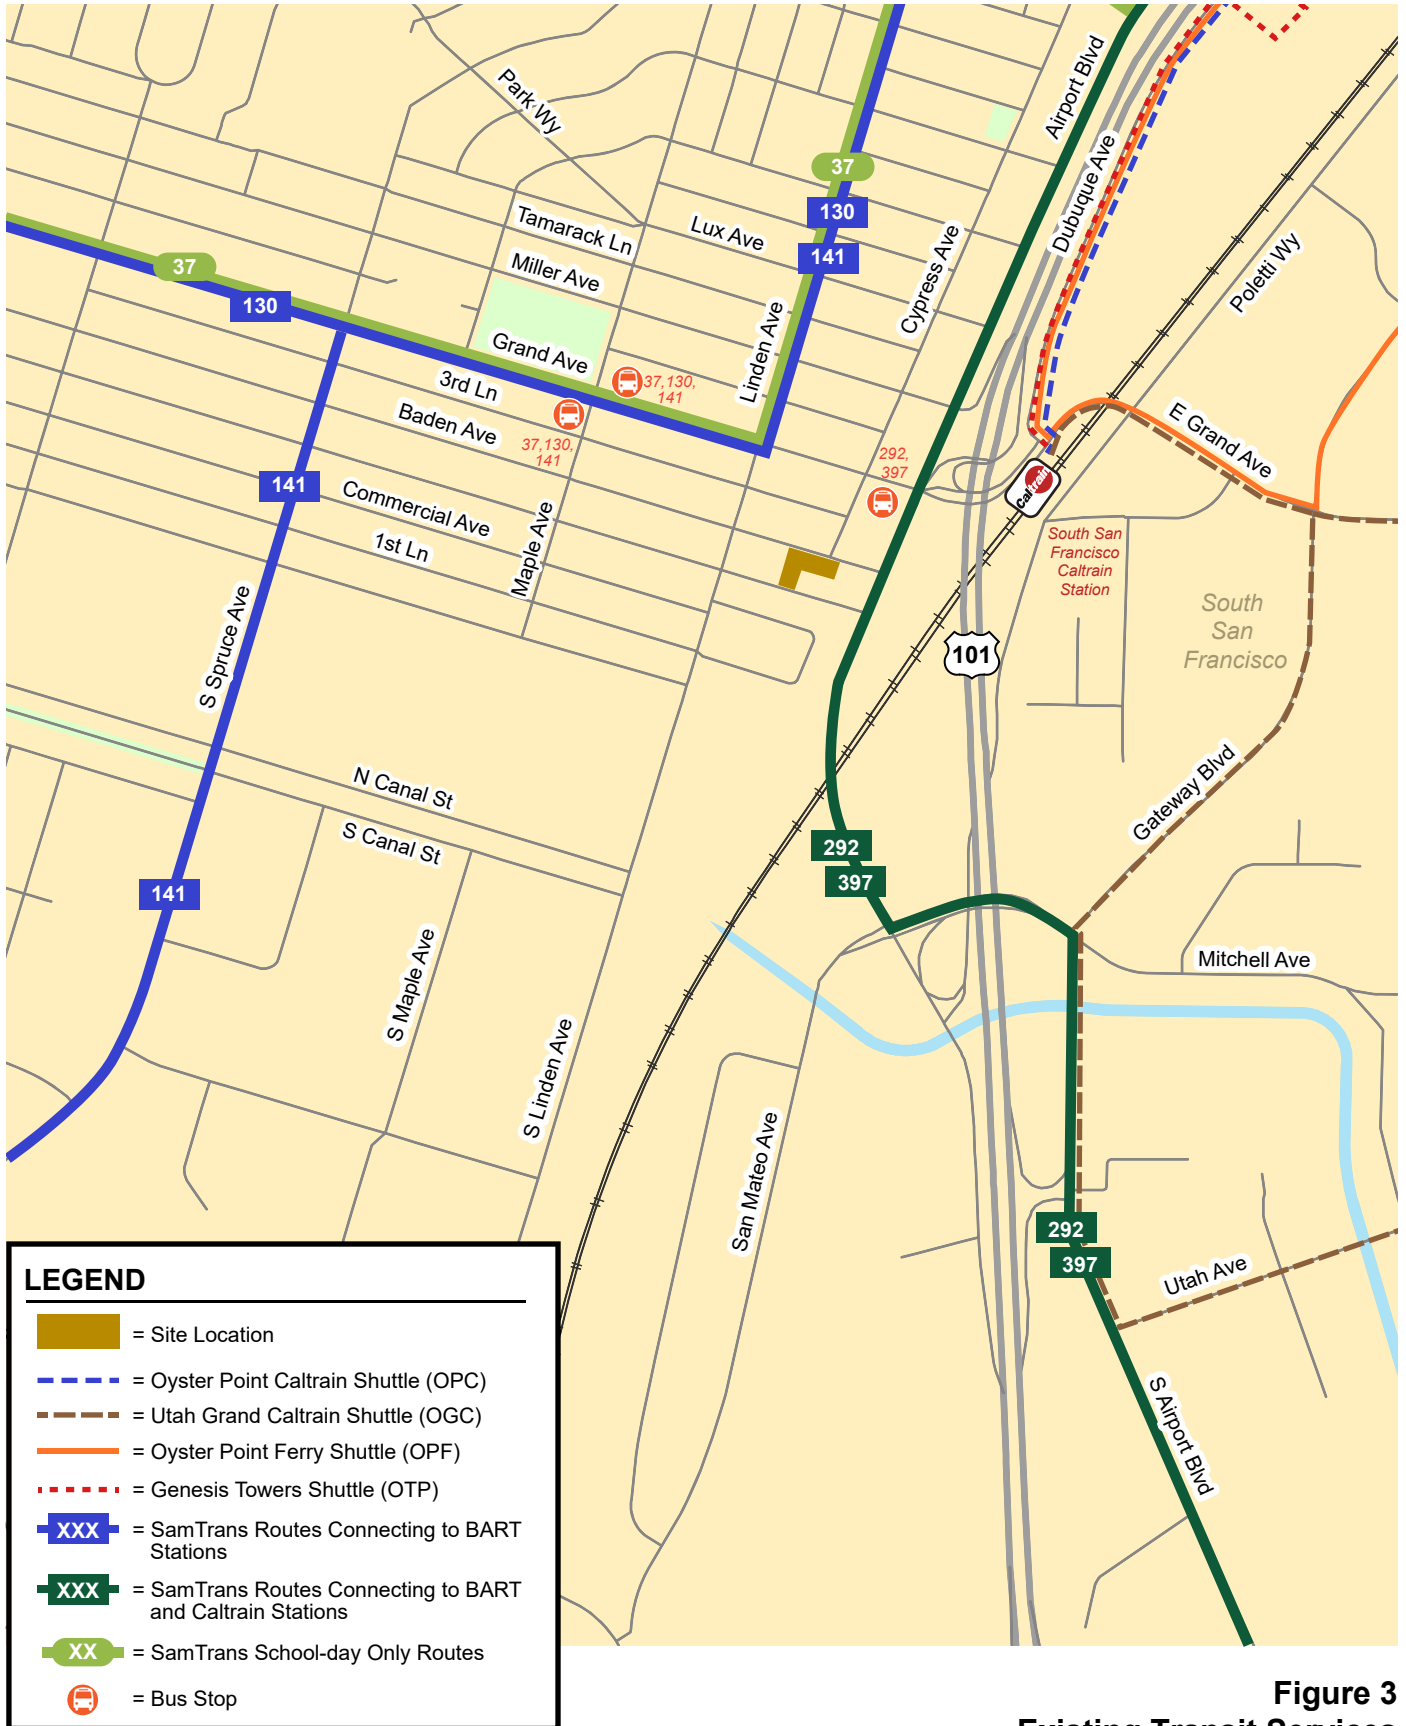 Park Wy
Airport Blvd
Dubuque Ave
37
130
141
Tamarack Ln
Lux Ave
Miller Ave
Cypress Ave
Poletti Wy
37
130
Grand Ave
Linden Ave
3rd Ln
37,130,
141
Baden Ave
37,130,
141
E Grand Ave
292,
397
141
Commercial Ave
1st Ln
Maple Ave
Caltrain
South San
Francisco
Caltrain
Station
South
San
Francisco
S Spruce Ave
101
N Canal St
S Canal St
Gateway Blvd
292
397
141
S Maple Ave
Mitchell Ave
S Linden Ave
San Mateo Ave
292
397
Utah Ave
S Airport Blvd
LEGEND
= Site Location
= Oyster Point Caltrain Shuttle (OPC)
= Utah Grand Caltrain Shuttle (OGC)
= Oyster Point Ferry Shuttle (OPF)
= Genesis Towers Shuttle (OTP)
XXX = SamTrans Routes Connecting to BART
Stations
XXX = SamTrans Routes Connecting to BART
and Caltrain Stations
XX = SamTrans School-day Only Routes
= Bus Stop
Figure 3
Existing Transit Services